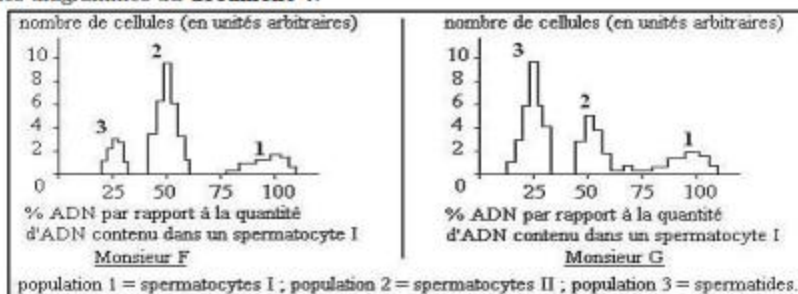 nombre de cellules (en unités arbitraires)
10
8
6
4
2
0
3
2
1
25 50 75 100
% ADN par rapport à la quantité
d'ADN contenu dans un spermatocyte I
Monsieur F
nombre de cellules (en unités arbitraires)
10
8
6
4
2
0
3
2
1
25 50 75 100
% ADN par rapport à la quantité
d'ADN contenu dans un spermatocyte I
Monsieur G
population 1 = spermatocytes I ; population 2 = spermatocytes II ; population 3 = spermatides.